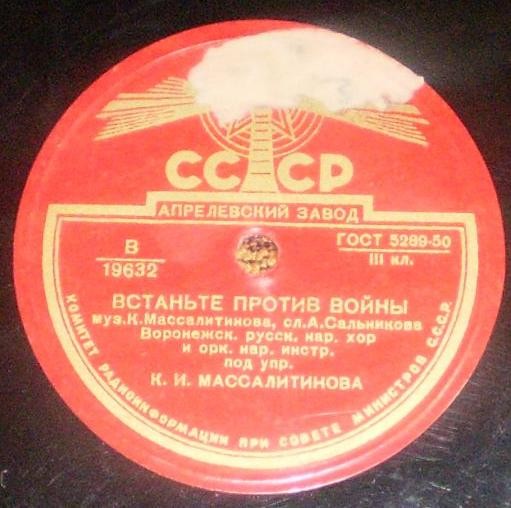 СССР
АПРЕЛЕВСКИЙ ЗАВОД
В
19632
ГОСТ 5289-50
III кл.
ВСТАНЬТЕ ПРОТИВ ВОЙНЫ
муз.К.Массалитинова, сл.А.Сальникова
Воронежск. русск. нар. хор
и орк. нар. инстр.
под упр.
К. И. МАССАЛИТИНОВА
КОМИТЕТ РАДИОИНФОРМАЦИИ ПРИ СОВЕТЕ МИНИСТРОВ С.С.С.Р.